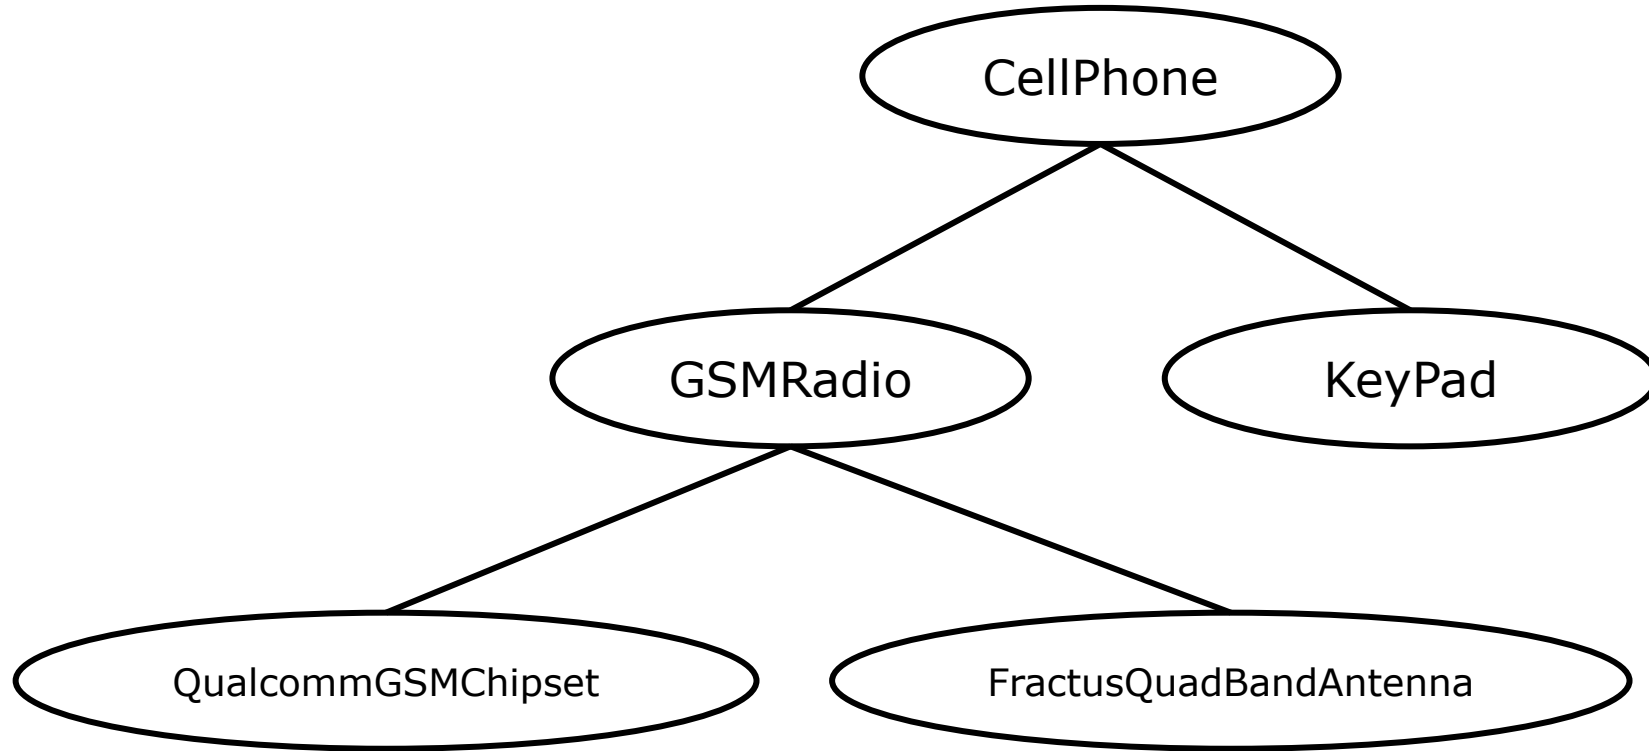 CellPhone
GSMRadio
KeyPad
QualcommGSMChipset
FractusQuadBandAntenna